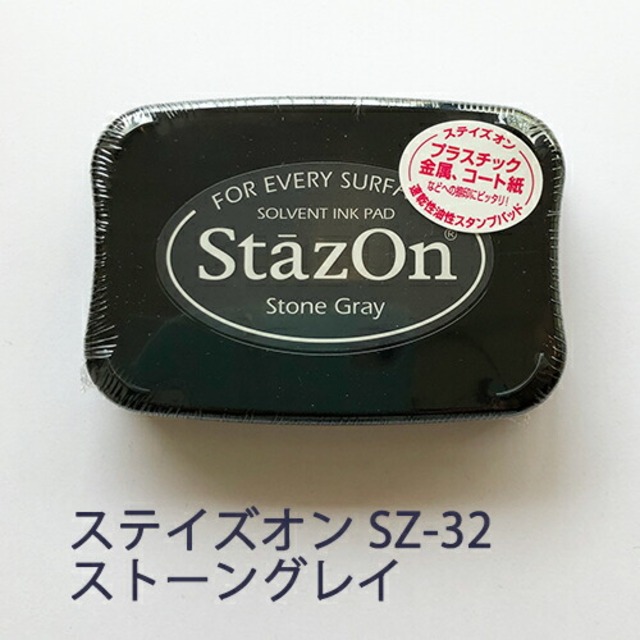 FOR EVERY SURFA
SOLVENT INK PAD
StāzOn®
Stone Gray
ステイズオン
プラスチック
金属、コート紙
などへの捺印にピッタリ!
速乾性油性スタンプパッド
ステイズオン SZ-32
ストーングレイ